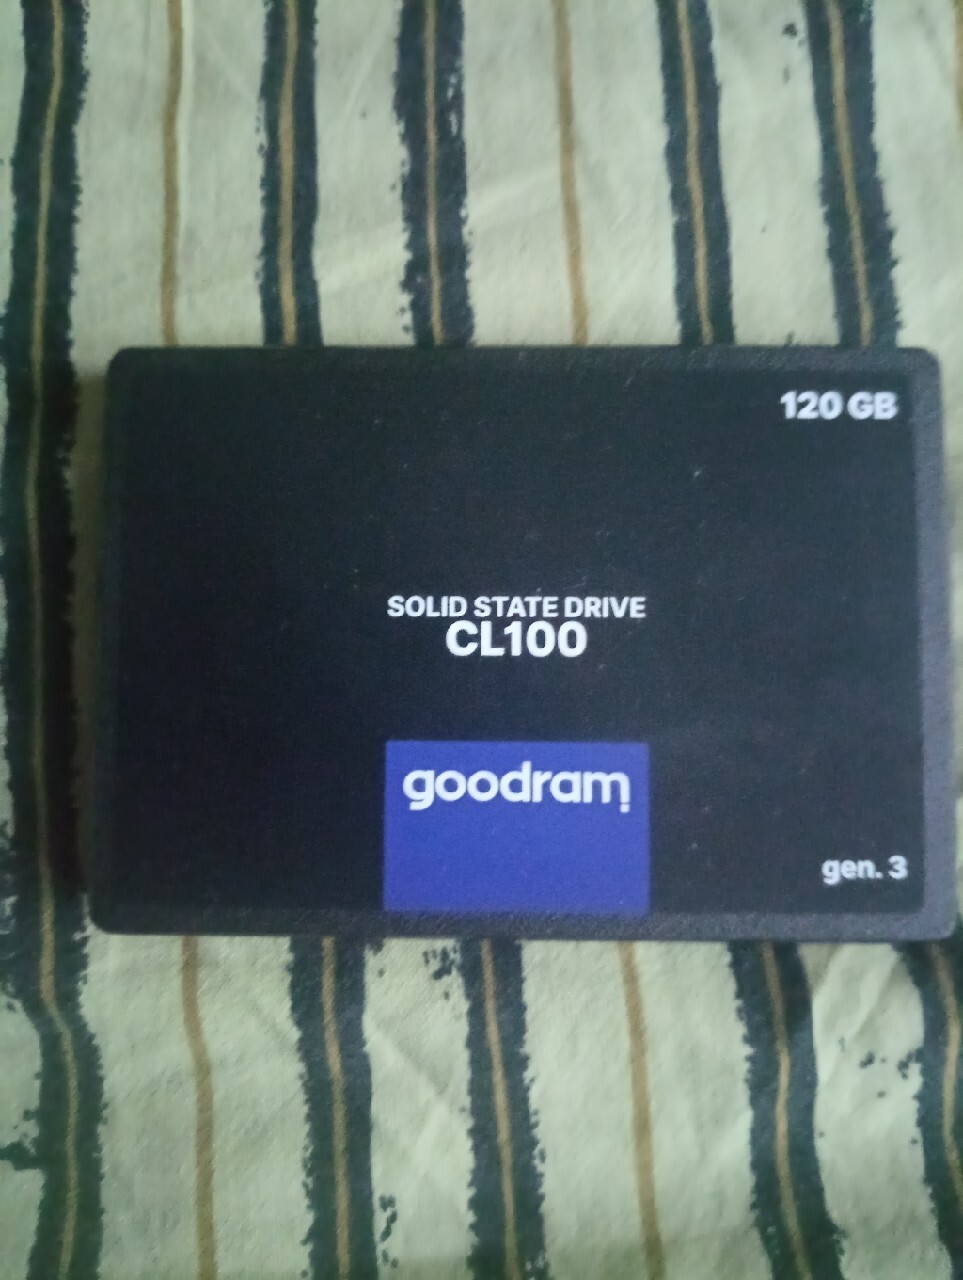 120 GB
SOLID STATE DRIVE
CL100
goodram
gen. 3